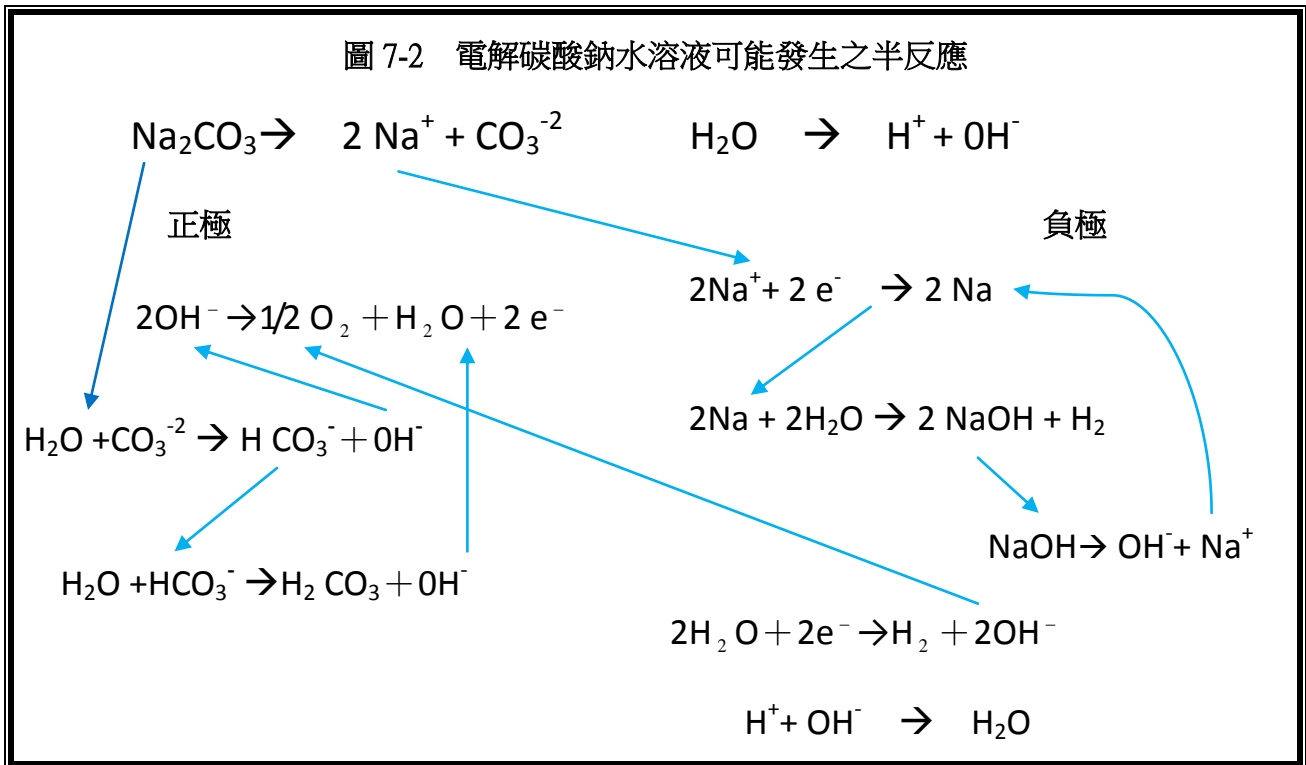 圖 7-2 電解碳酸鈉水溶液可能發生之半反應
Na₂CO₃→ 2 Na⁺ + CO₃⁻² H₂O → H⁺ + 0H⁻
正極 負極
2Na⁺+ 2 e⁻ → 2 Na
2OH⁻→1/2 O₂ ＋H₂O＋2 e⁻
2Na + 2H₂O → 2 NaOH + H₂
H₂O +CO₃⁻² → H CO₃⁻＋0H⁻
NaOH→ OH⁻+ Na⁺
H₂O +HCO₃⁻ →H₂ CO₃＋0H⁻
2H₂O＋2e⁻→H₂＋2OH⁻
H⁺+ OH⁻ → H₂O